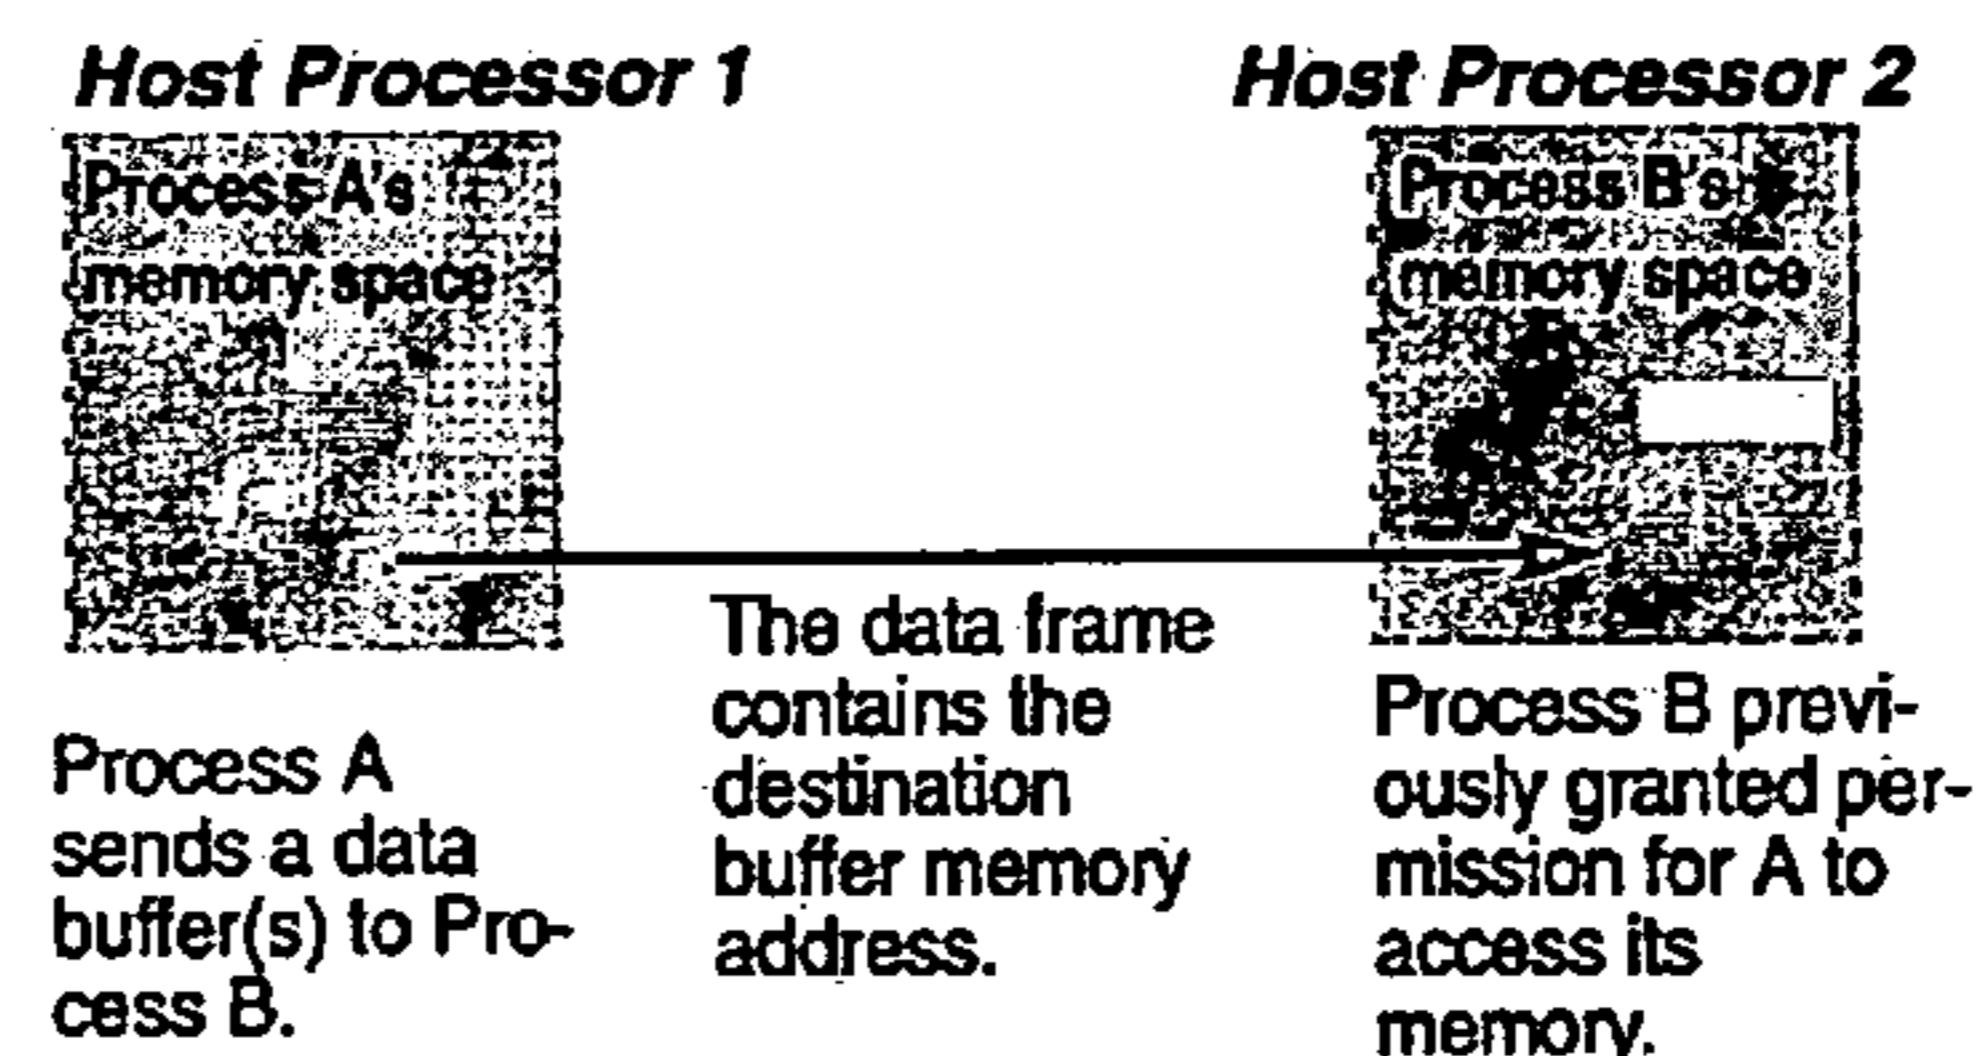 Host Processor 1
Host Processor 2
Process A's
memory space
Process B's
memory space
Process A
sends a data
buffer(s) to Pro-
cess B.
The data frame
contains the
destination
buffer memory
address.
Process B previ-
ously granted per-
mission for A to
access its
memory.